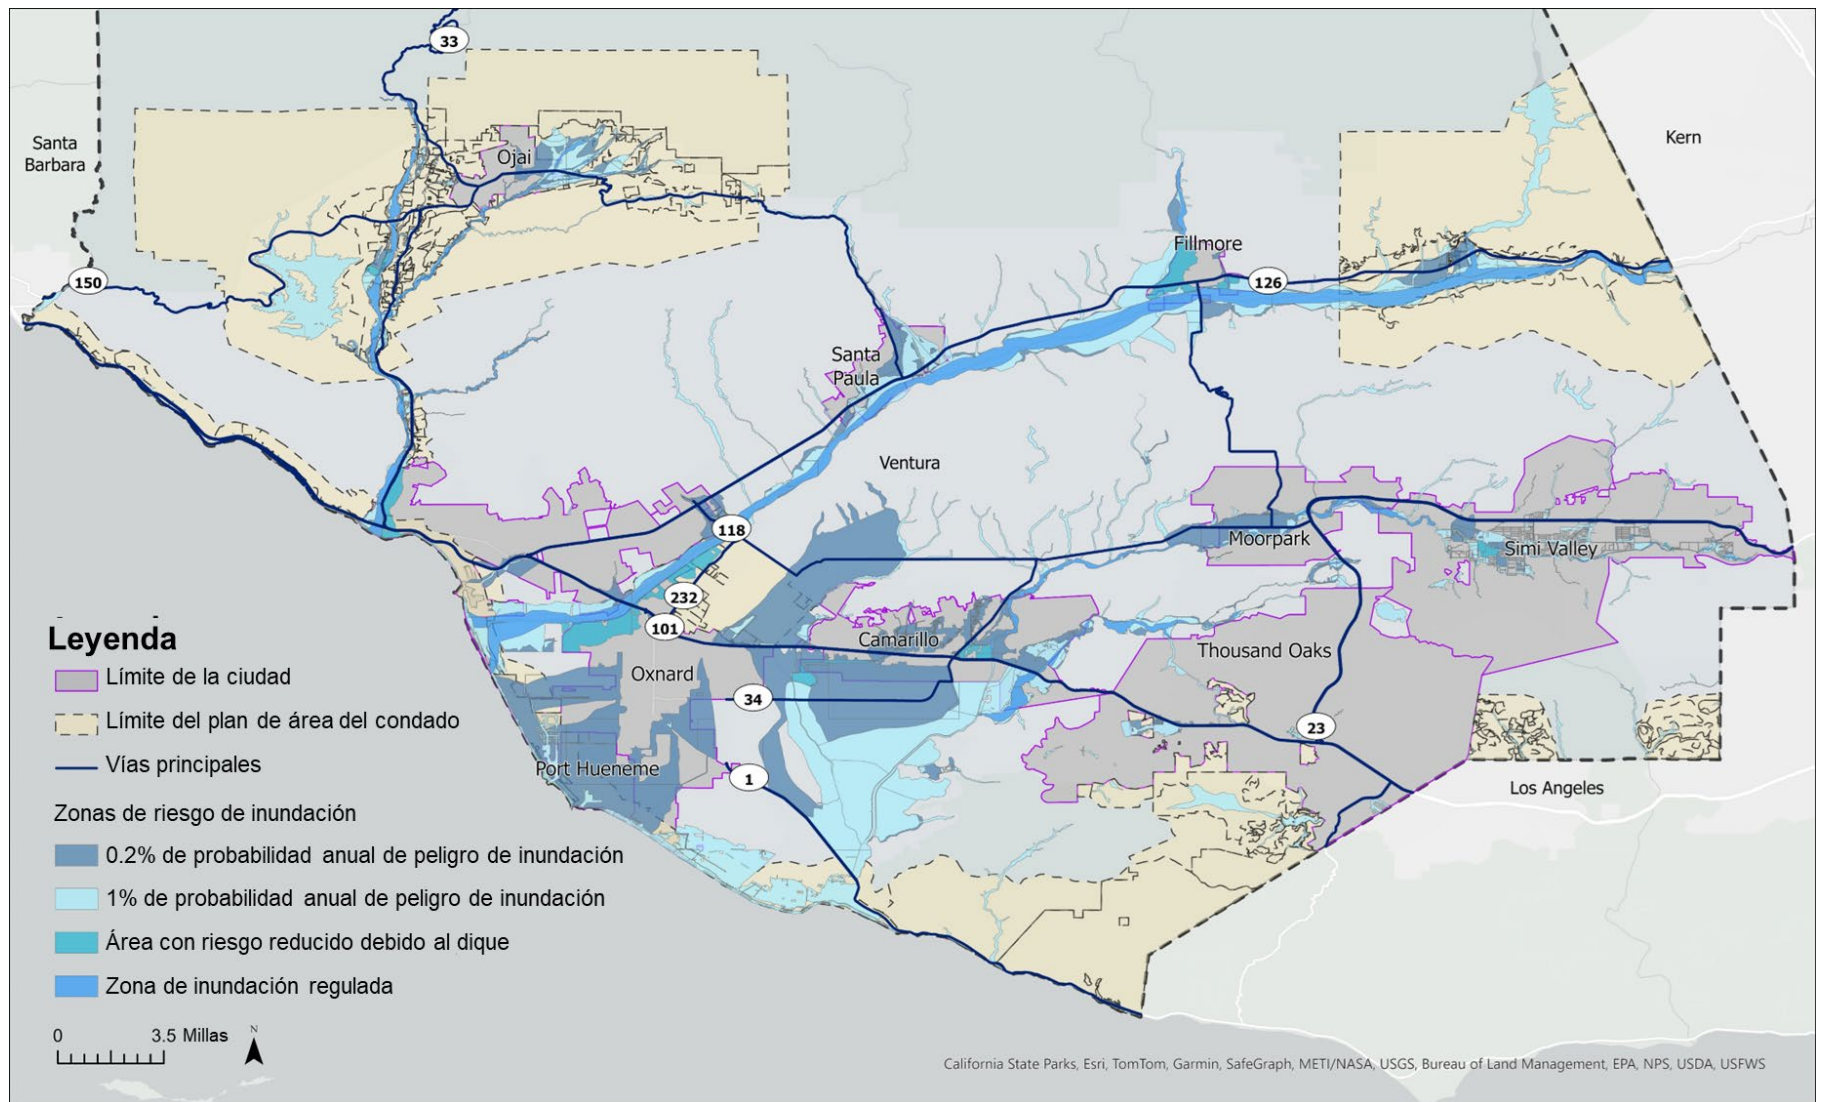 33
Santa
Barbara
Ojai
Kern
150
Fillmore
126
Santa
Paula
Ventura
118
Moorpark
Simi Valley
232
101
Camarillo
Thousand Oaks
Oxnard
34
23
Port Hueneme
1
Los Angeles
Leyenda
Límite de la ciudad
Límite del plan de área del condado
Vías principales
Zonas de riesgo de inundación
0.2% de probabilidad anual de peligro de inundación
1% de probabilidad anual de peligro de inundación
Área con riesgo reducido debido al dique
Zona de inundación regulada
0 3.5 Millas
N
California State Parks, Esri, TomTom, Garmin, SafeGraph, METI/NASA, USGS, Bureau of Land Management, EPA, NPS, USDA, USFWS